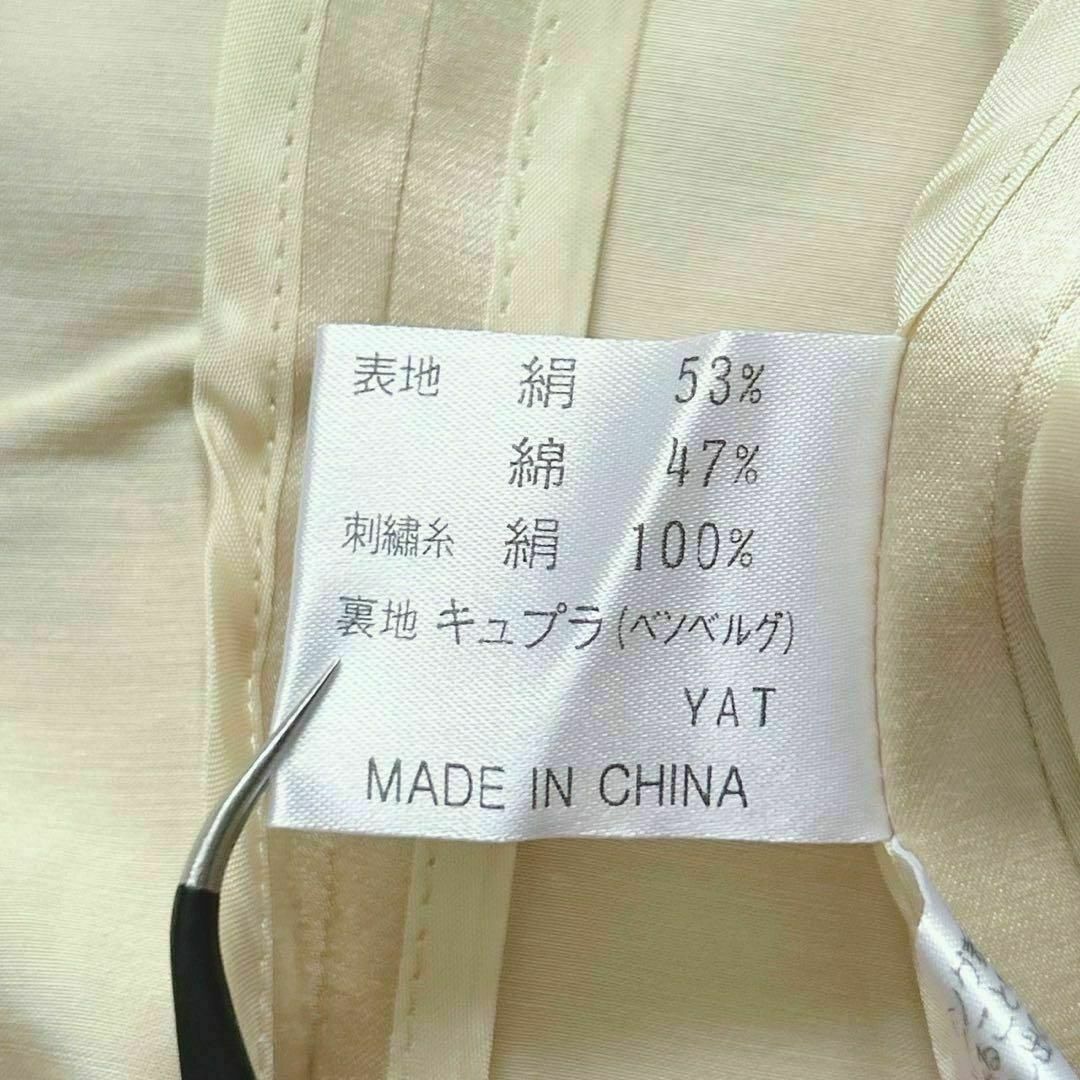 表地 絹 53%
綿 47%
刺繡糸 絹 100%
裏地 キュプラ(ベンベルグ)
YAT
MADE IN CHINA